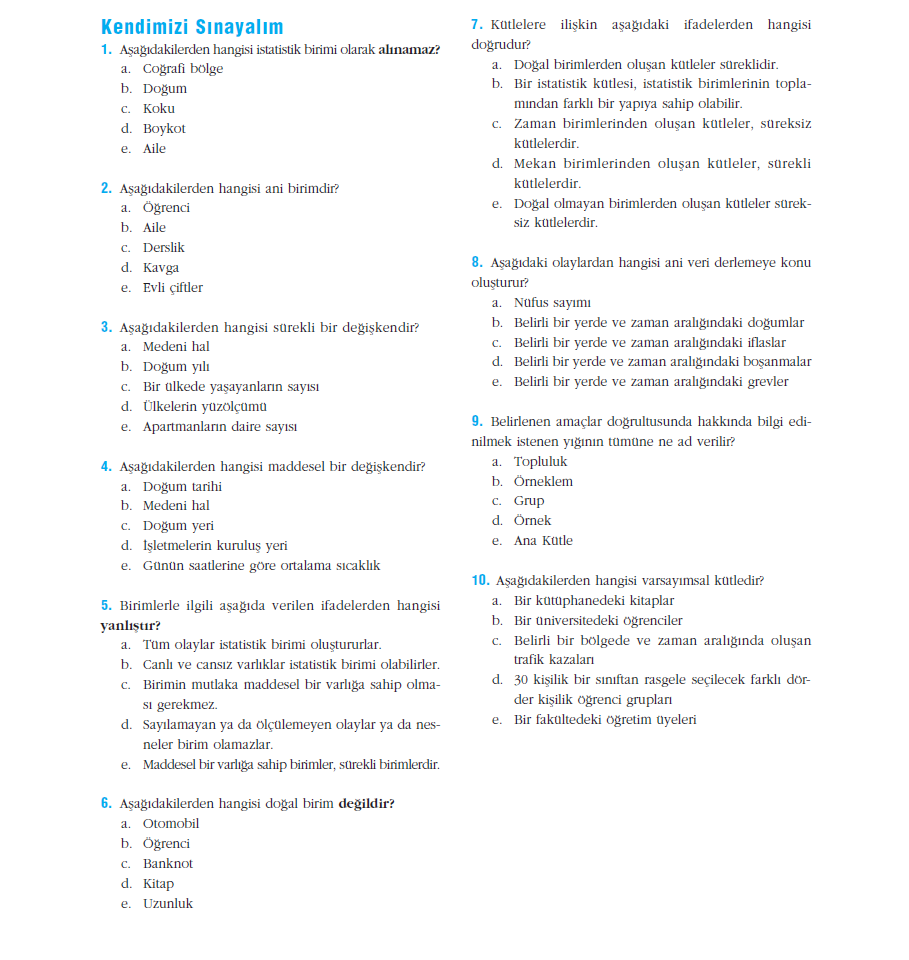 Kendimizi Sınayalım
1. Aşağıdakilerden hangisi istatistik birimi olarak alınamaz?
a. Coğrafi bölge
b. Doğum
c. Koku
d. Boykot
e. Aile
2. Aşağıdakilerden hangisi ani birimdir?
a. Öğrenci
b. Aile
c. Derslik
d. Kavga
e. Evli çiftler
3. Aşağıdakilerden hangisi sürekli bir değişkendir?
a. Medeni hal
b. Doğum yılı
c. Bir ülkede yaşayanların sayısı
d. Ülkelerin yüzölçümü
e. Apartmanların daire sayısı
4. Aşağıdakilerden hangisi maddesel bir değişkendir?
a. Doğum tarihi
b. Medeni hal
c. Doğum yeri
d. İşletmelerin kuruluş yeri
e. Günün saatlerine göre ortalama sıcaklık
5. Birimlerle ilgili aşağıda verilen ifadelerden hangisi
yanlıştır?
a. Tüm olaylar istatistik birimi oluştururlar.
b. Canlı ve cansız varlıklar istatistik birimi olabilirler.
c. Birimin mutlaka maddesel bir varlığa sahip olma-
sı gerekmez.
d. Sayılamayan ya da ölçülemeyen olaylar ya da nes-
neler birim olamazlar.
e. Maddesel bir varlığa sahip birimler, sürekli birimlerdir.
6. Aşağıdakilerden hangisi doğal birim değildir?
a. Otomobil
b. Öğrenci
c. Banknot
d. Kitap
e. Uzunluk
7. Kütlelere ilişkin aşağıdaki ifadelerden hangisi
doğrudur?
a. Doğal birimlerden oluşan kütleler süreklidir.
b. Bir istatistik kütlesi, istatistik birimlerinin topla-
mından farklı bir yapıya sahip olabilir.
c. Zaman birimlerinden oluşan kütleler, süreksiz
kütlelerdir.
d. Mekan birimlerinden oluşan kütleler, sürekli
kütlelerdir.
e. Doğal olmayan birimlerden oluşan kütleler sürek-
siz kütlelerdir.
8. Aşağıdaki olaylardan hangisi ani veri derlemeye konu
oluşturur?
a. Nüfus sayımı
b. Belirli bir yerde ve zaman aralığındaki doğumlar
c. Belirli bir yerde ve zaman aralığındaki iflaslar
d. Belirli bir yerde ve zaman aralığındaki boşanmalar
e. Belirli bir yerde ve zaman aralığındaki grevler
9. Belirlenen amaçlar doğrultusunda hakkında bilgi edi-
nilmek istenen yığının tümüne ne ad verilir?
a. Topluluk
b. Örneklem
c. Grup
d. Örnek
e. Ana Kütle
10. Aşağıdakilerden hangisi varsayımsal kütledir?
a. Bir kütüphanedeki kitaplar
b. Bir üniversitedeki öğrenciler
c. Belirli bir bölgede ve zaman aralığında oluşan
trafik kazaları
d. 30 kişilik bir sınıftan rasgele seçilecek farklı dör-
der kişilik öğrenci grupları
e. Bir fakültedeki öğretim üyeleri